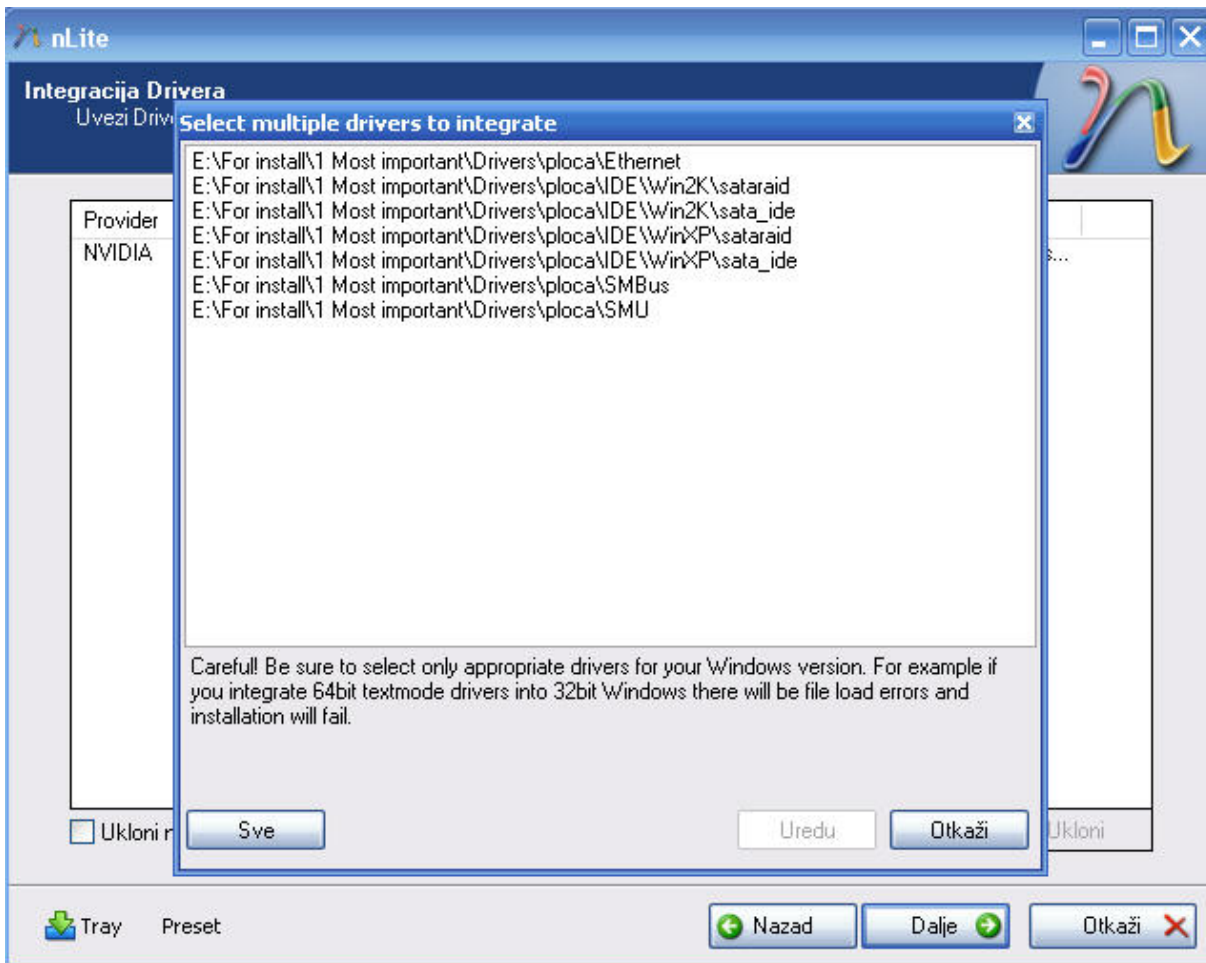 nLite
Integracija Drivera
Uvezi Driv
Select multiple drivers to integrate
E:\For install\1 Most important\Drivers\ploca\Ethernet
E:\For install\1 Most important\Drivers\ploca\IDE\Win2K\sataraid
E:\For install\1 Most important\Drivers\ploca\IDE\Win2K\sata_ide
E:\For install\1 Most important\Drivers\ploca\IDE\WinXP\sataraid
E:\For install\1 Most important\Drivers\ploca\IDE\WinXP\sata_ide
E:\For install\1 Most important\Drivers\ploca\SMBus
E:\For install\1 Most important\Drivers\ploca\SMU
Provider
NVIDIA
s...
Careful! Be sure to select only appropriate drivers for your Windows version. For example if
you integrate 64bit textmode drivers into 32bit Windows there will be file load errors and
installation will fail.
Ukloni r
Sve
Uredu
Otkaži
Ukloni
Tray
Preset
Nazad
Dalje
Otkaži